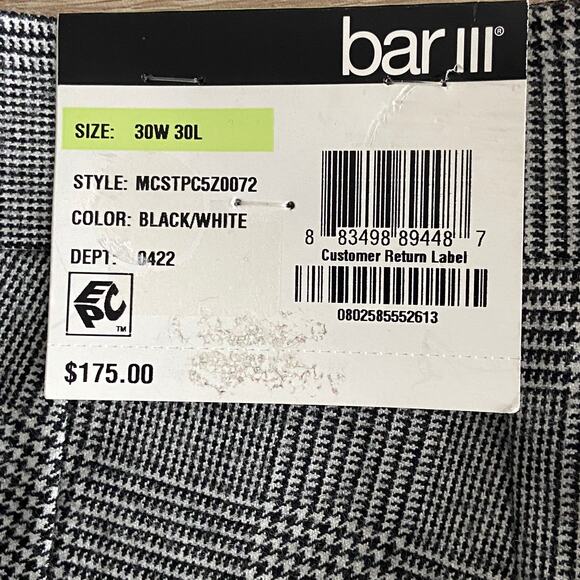 bar III®
SIZE: 30W 30L
STYLE: MCSTPC5Z0072
COLOR: BLACK/WHITE
DEPT: 0422
8 83498 89448 7
Customer Return Label
0802585552613
EPC™
$175.00